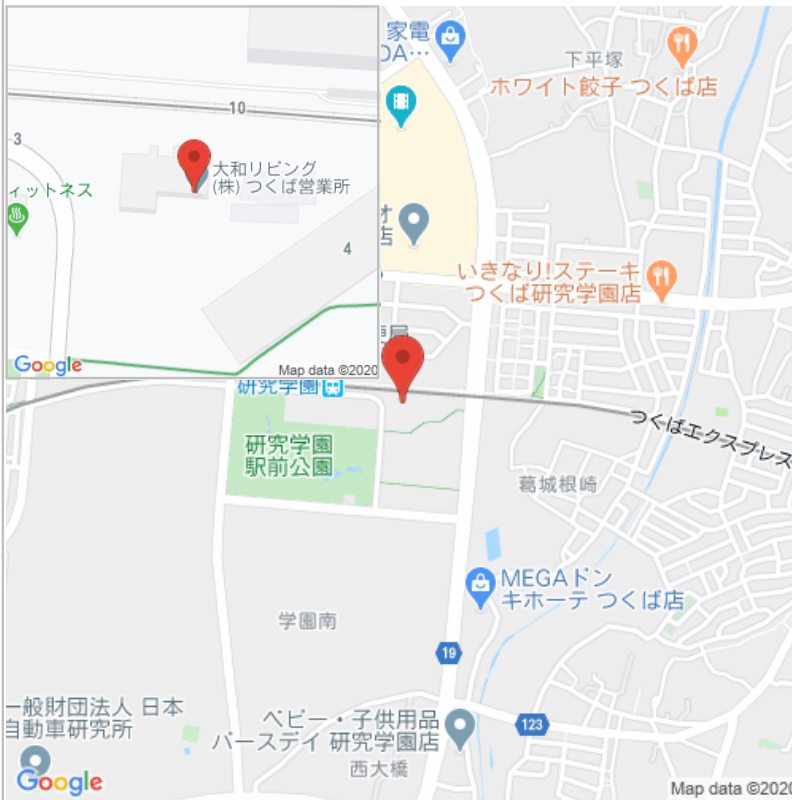 10
3
大和リビング
(株) つくば営業所
ィットネス
4
Google
Map data ©2020
家電
DA…
下平塚
ホワイト餃子 つくば店
店
いきなり!ステーキ
つくば研究学園店
研究学園
つくばエクスプレス
研究学園
駅前公園
葛城根崎
MEGAドン
キホーテ つくば店
学園南
19
一般財団法人 日本
自動車研究所
ベビー・子供用品
バースデイ 研究学園店
123
西大橋
Google
Map data ©2020